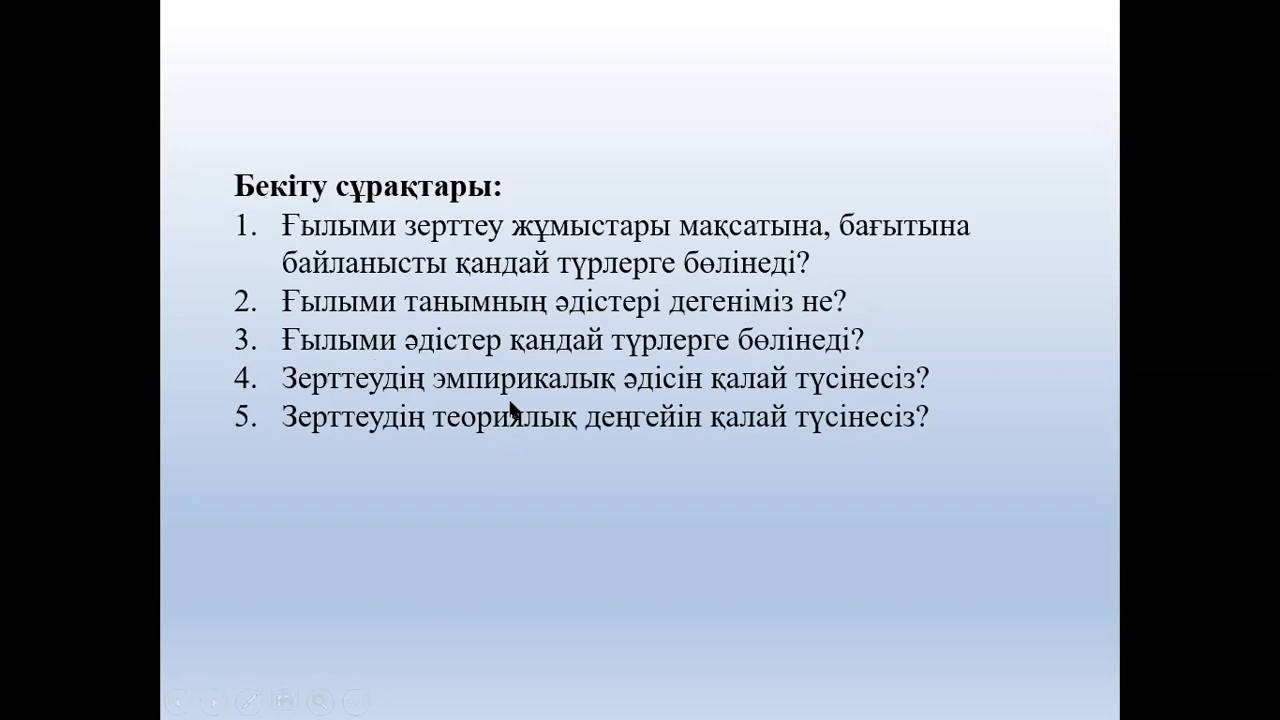 Бекіту сұрақтары:
1. Ғылыми зерттеу жұмыстары мақсатына, бағытына
байланысты қандай түрлерге бөлінеді?
2. Ғылыми танымның әдістері дегеніміз не?
3. Ғылыми әдістер қандай түрлерге бөлінеді?
4. Зерттеудің эмпирикалық әдісін қалай түсінесіз?
5. Зерттеудің теориялық деңгейін қалай түсінесіз?